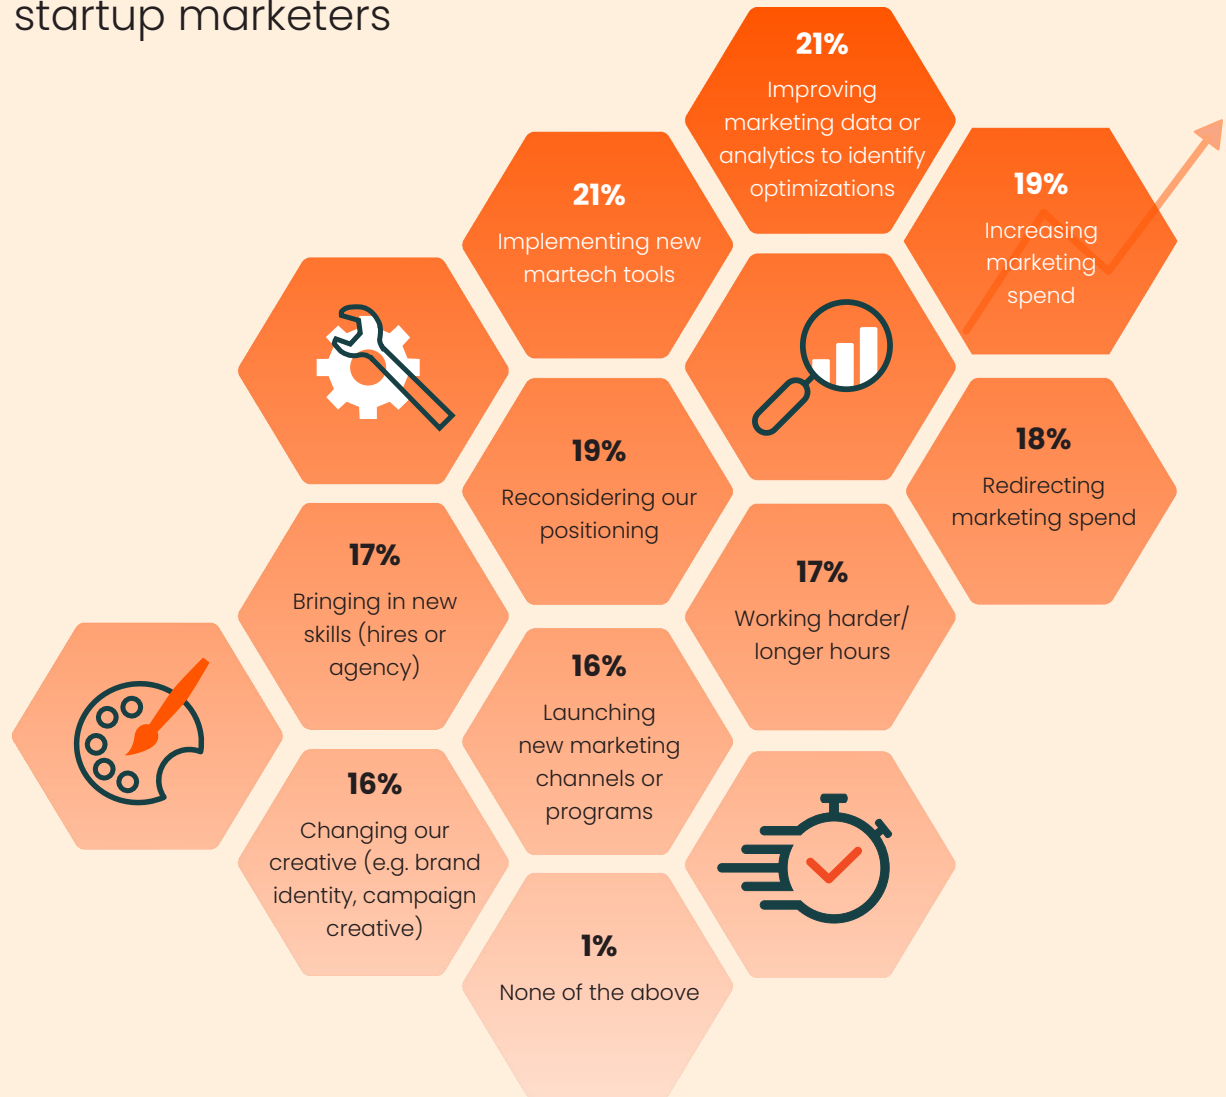 startup marketers
21%
Improving
marketing data or
analytics to identify
optimizations
21%
Implementing new
martech tools
19%
Increasing
marketing
spend
19%
Reconsidering our
positioning
18%
Redirecting
marketing spend
17%
Bringing in new
skills (hires or
agency)
17%
Working harder/
longer hours
16%
Launching
new marketing
channels or
programs
16%
Changing our
creative (e.g. brand
identity, campaign
creative)
1%
None of the above